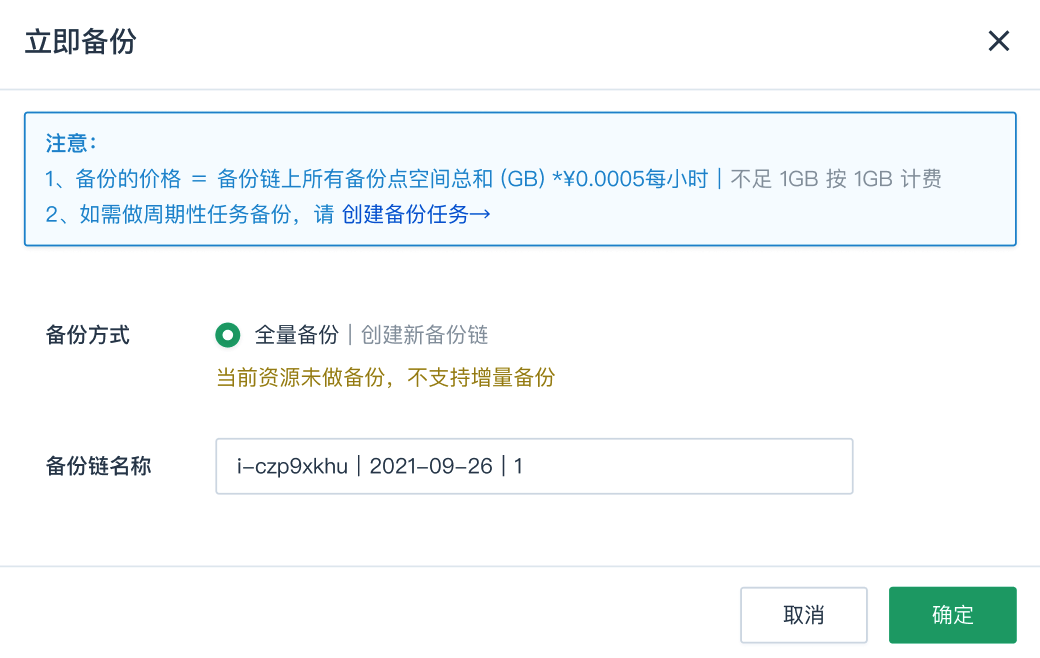 立即备份
注意：
1、备份的价格 = 备份链上所有备份点空间总和 (GB) *¥0.0005每小时 | 不足 1GB 按 1GB 计费
2、如需做周期性任务备份，请 创建备份任务→
备份方式
全量备份 | 创建新备份链
当前资源未做备份，不支持增量备份
备份链名称
i-czp9xkhu | 2021-09-26 | 1
取消
确定